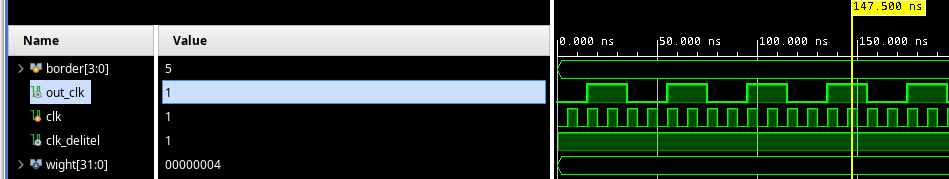 147.500 ns
Name Value 0.000 ns 50.000 ns 100.000 ns 150.000 ns
border[3:0] 5
out_clk 1
clk 1
clk_delitel 1
wight[31:0] 00000004